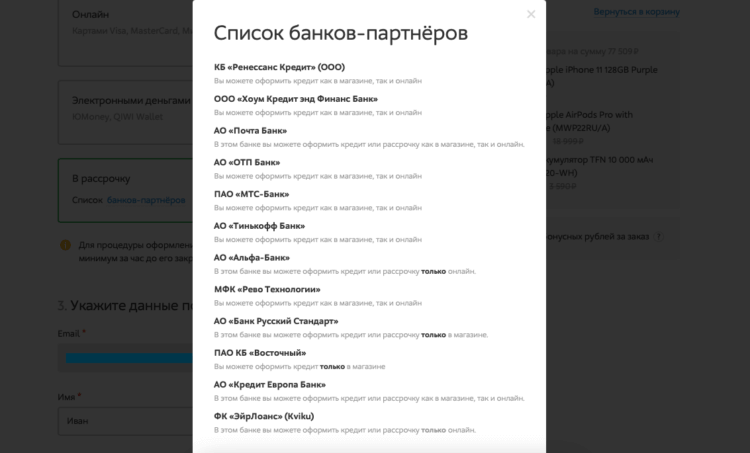 Онлайн
Картами Visa, MasterCard, М
Электронными деньгами
ЮMoney, QIWI Wallet
В рассрочку
Список банков-партнёров
Для процедуры оформлени
минимум за час до его закр
3. Укажите данные по
Email *
Имя *
Иван
Список банков-партнёров
КБ «Ренессанс Кредит» (ООО)
Вы можете оформить кредит как в магазине, так и онлайн
ООО «Хоум Кредит энд Финанс Банк»
Вы можете оформить кредит как в магазине, так и онлайн
АО «Почта Банк»
В этом банке вы можете оформить кредит или рассрочку как в магазине, так и онлайн.
АО «ОТП Банк»
Вы можете оформить кредит как в магазине, так и онлайн
ПАО «МТС-Банк»
Вы можете оформить кредит как в магазине, так и онлайн
АО «Тинькофф Банк»
Вы можете оформить кредит как в магазине, так и онлайн
АО «Альфа-Банк»
В этом банке вы можете оформить кредит или рассрочку только онлайн.
МФК «Рево Технологии»
Вы можете оформить кредит как в магазине, так и онлайн
АО «Банк Русский Стандарт»
В этом банке вы можете оформить кредит или рассрочку только в магазине.
ПАО КБ «Восточный»
Вы можете оформить кредит только в магазине
АО «Кредит Европа Банк»
В этом банке вы можете оформить кредит или рассрочку как в магазине, так и онлайн.
ФК «ЭйрЛоанс» (Kviku)
В этом банке вы можете оформить кредит или рассрочку только онлайн.
Вернуться в корзину
вара на сумму
pple iPhone 11 128GB Purple
A)
pple AirPods Pro with
e (MWP22RU/A)
кумулятор TFN 10 000 мАч
20-WH)
онусных рублей за заказ ?